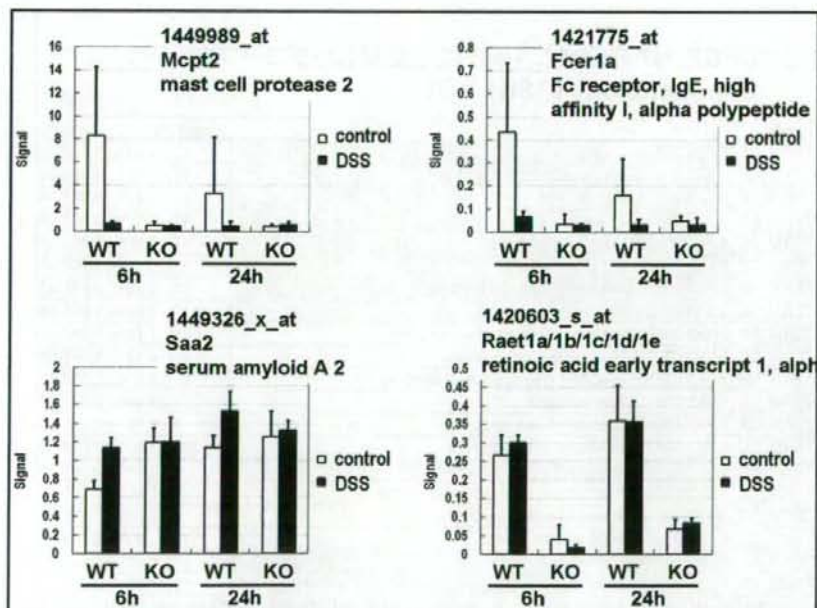 1449989_at
Mcpt2
mast cell protease 2
Signal
16
14
12
10
8
6
4
2
0
control
DSS
WT KO WT KO
6h 24h
1421775_at
Fcer1a
Fc receptor, IgE, high
affinity I, alpha polypeptide
Signal
0.8
0.7
0.6
0.5
0.4
0.3
0.2
0.1
0
control
DSS
WT KO WT KO
6h 24h
1449326_x_at
Saa2
serum amyloid A 2
Signal
2
1.8
1.6
1.4
1.2
1
0.8
0.6
0.4
0.2
0
control
DSS
WT KO WT KO
6h 24h
1420603_s_at
Raet1a/1b/1c/1d/1e
retinoic acid early transcript 1, alph
Signal
0.45
0.4
0.35
0.3
0.25
0.2
0.15
0.1
0.05
0
control
DSS
WT KO WT KO
6h 24h